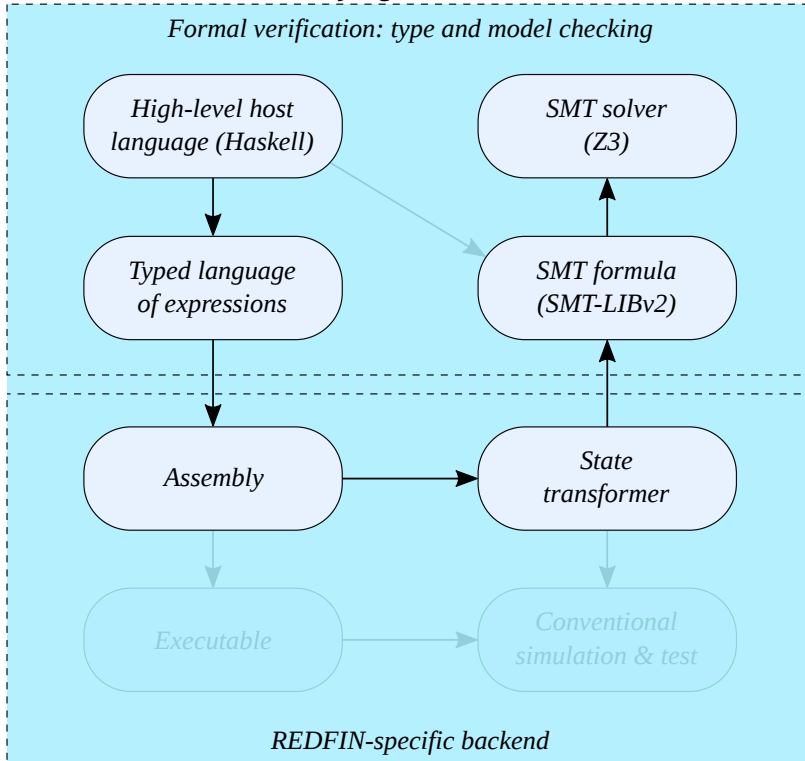 Formal verification: type and model checking
High-level host
language (Haskell)
SMT solver
(Z3)
Typed language
of expressions
SMT formula
(SMT-LIBv2)
Assembly
State
transformer
Executable
Conventional
simulation & test
REDFIN-specific backend